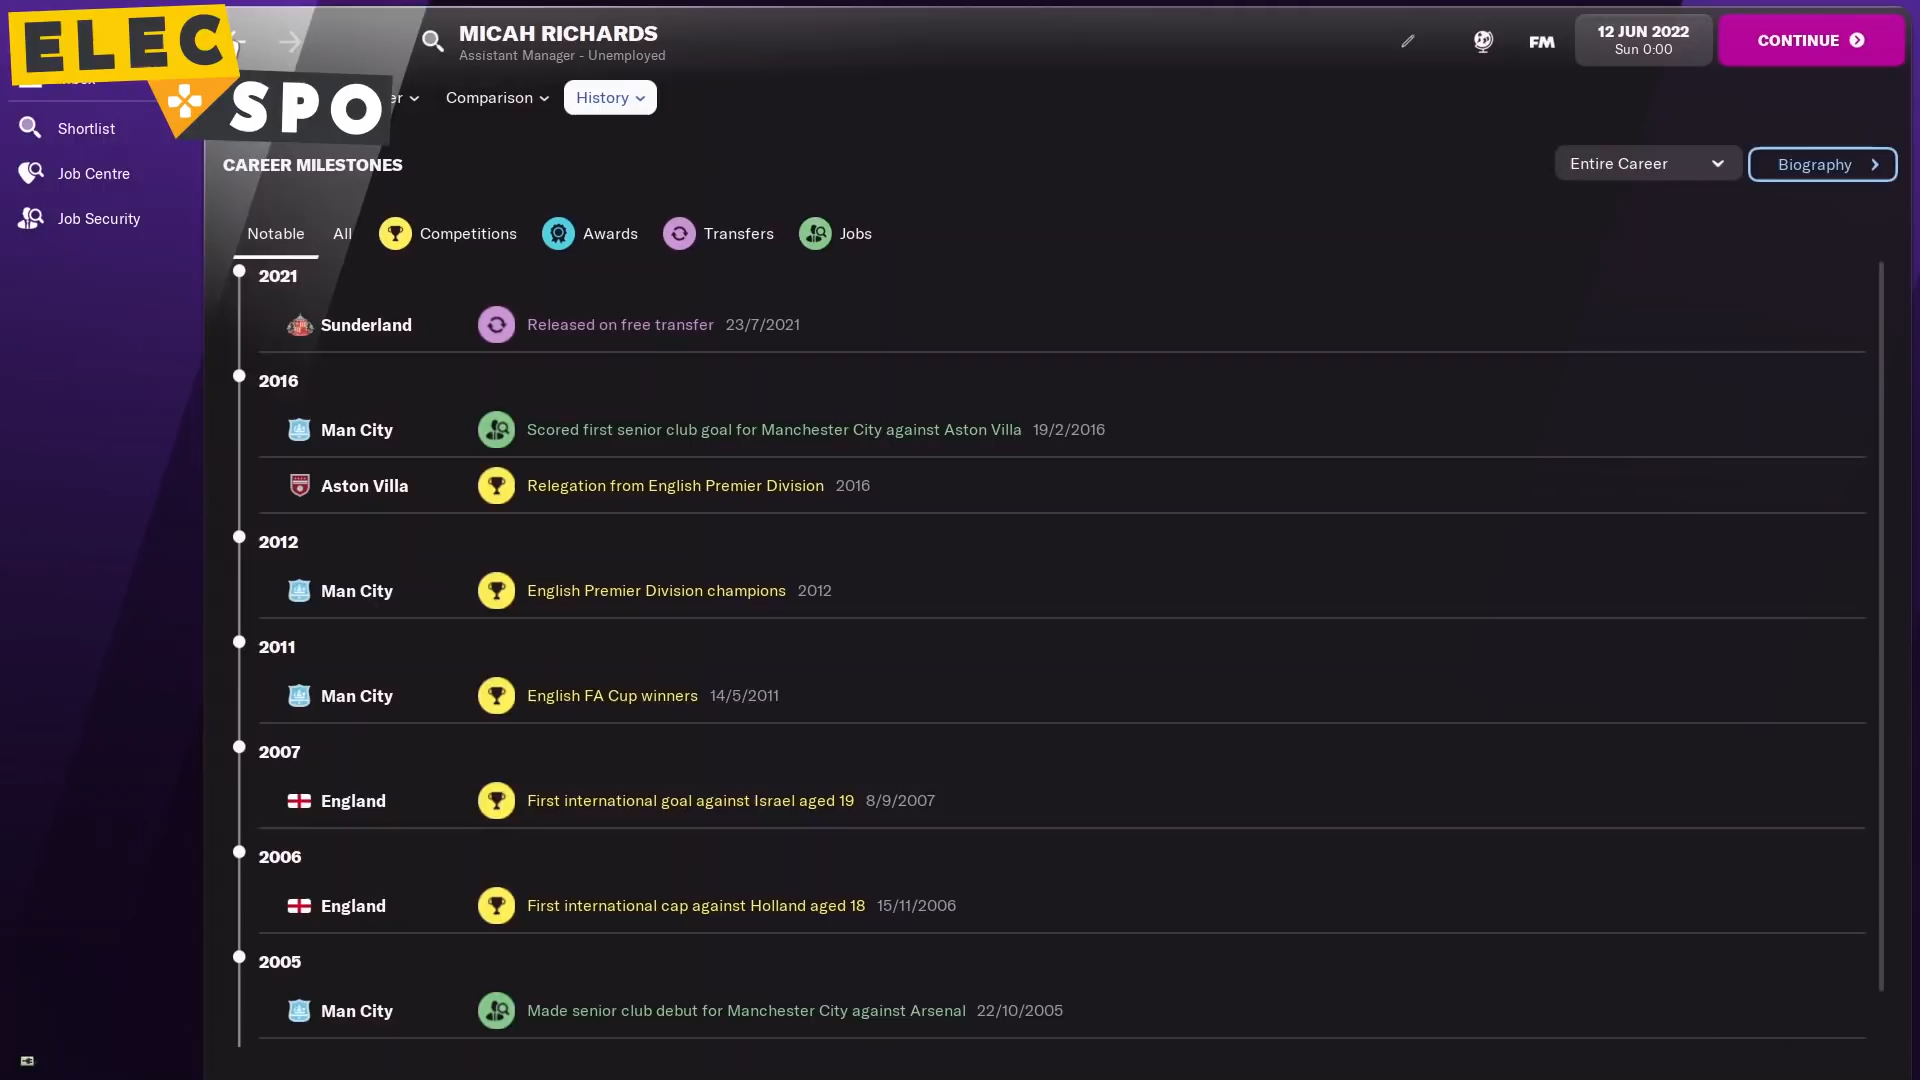 ELEC
SPO
MICAH RICHARDS
Assistant Manager - Unemployed
FM
12 JUN 2022
Sun 0:00
CONTINUE
Comparison
History
Shortlist
Job Centre
Job Security
CAREER MILESTONES
Entire Career
Biography
Notable
All
Competitions
Awards
Transfers
Jobs
2021
Sunderland Released on free transfer 23/7/2021
2016
Man City Scored first senior club goal for Manchester City against Aston Villa 19/2/2016
Aston Villa Relegation from English Premier Division 2016
2012
Man City English Premier Division champions 2012
2011
Man City English FA Cup winners 14/5/2011
2007
England First international goal against Israel aged 19 8/9/2007
2006
England First international cap against Holland aged 18 15/11/2006
2005
Man City Made senior club debut for Manchester City against Arsenal 22/10/2005